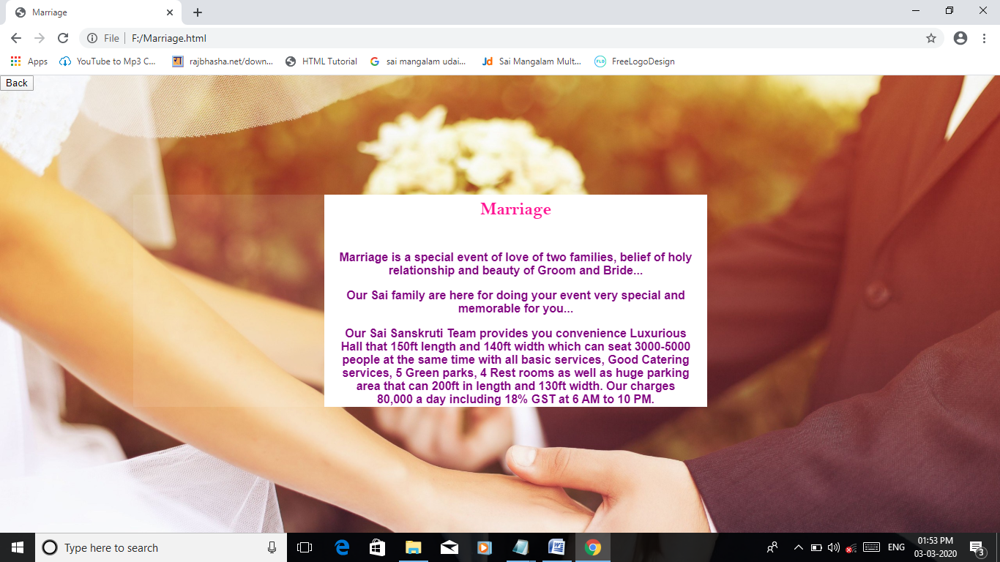 Marriage
File
F:/Marriage.html
Apps
YouTube to Mp3 C...
rajbhasha.net/down...
HTML Tutorial
sai mangalam udai...
Jd
Sai Mangalam Mult...
FLD
FreeLogoDesign
Back
Marriage
Marriage is a special event of love of two families, belief of holy
relationship and beauty of Groom and Bride...
Our Sai family are here for doing your event very special and
memorable for you...
Our Sai Sanskruti Team provides you convenience Luxurious
Hall that 150ft length and 140ft width which can seat 3000-5000
people at the same time with all basic services, Good Catering
services, 5 Green parks, 4 Rest rooms as well as huge parking
area that can 200ft in length and 130ft width. Our charges
80,000 a day including 18% GST at 6 AM to 10 PM.
Type here to search
ENG
01:53 PM
03-03-2020
3